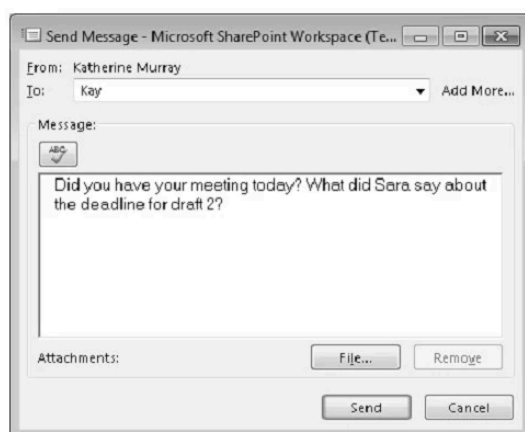 Send Message - Microsoft SharePoint Workspace (Te...
From: Katherine Murray
To: Kay Add More...
Message:
ABC
Did you have your meeting today? What did Sara say about
the deadline for draft 2?
Attachments: File... Remove
Send Cancel